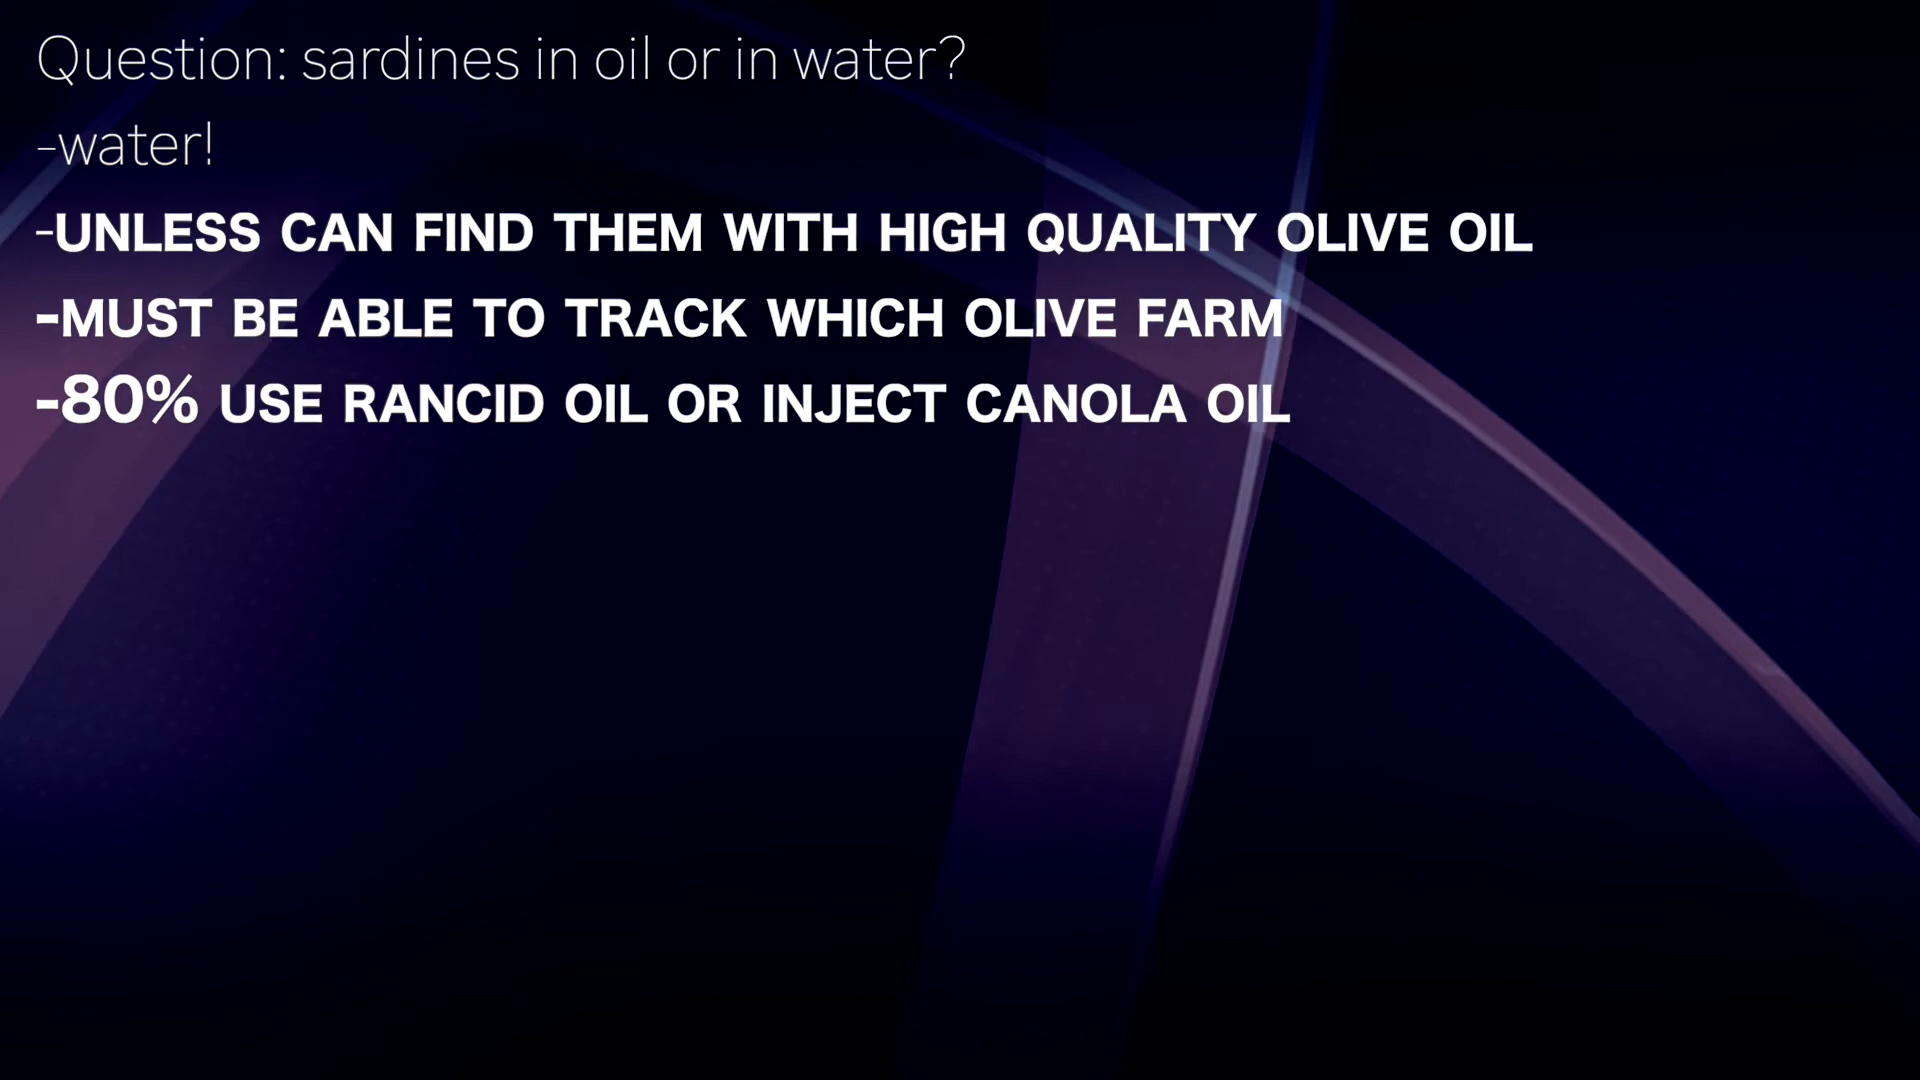 Question: sardines in oil or in water?
-water!
-UNLESS CAN FIND THEM WITH HIGH QUALITY OLIVE OIL
-MUST BE ABLE TO TRACK WHICH OLIVE FARM
-80% USE RANCID OIL OR INJECT CANOLA OIL